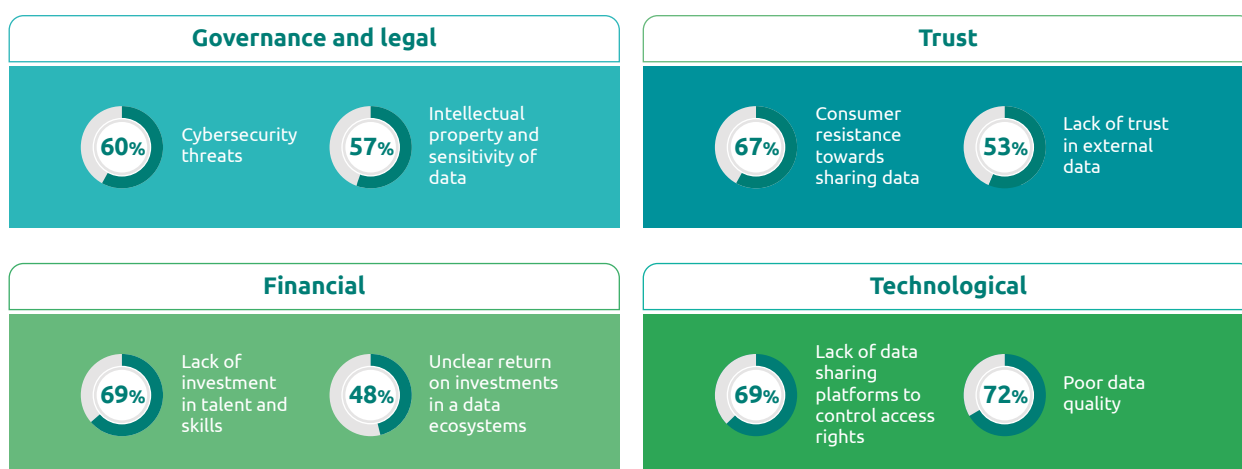 Governance and legal
60%
Cybersecurity
threats
57%
Intellectual
property and
sensitivity of
data
Trust
67%
Consumer
resistance
towards
sharing data
53%
Lack of trust
in external
data
Financial
69%
Lack of
investment
in talent and
skills
48%
Unclear return
on investments
in a data
ecosystems
Technological
69%
Lack of data
sharing
platforms to
control access
rights
72%
Poor data
quality